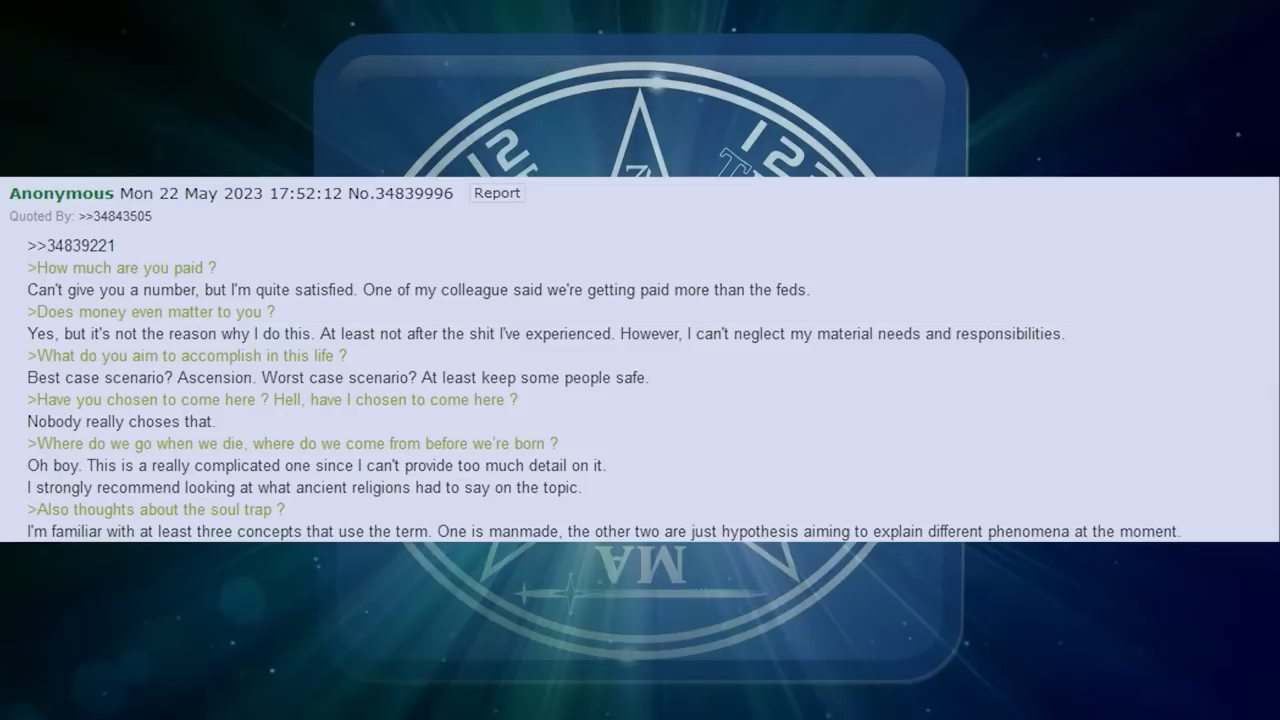 12
12
Anonymous Mon 22 May 2023 17:52:12 No.34839996 Report
Quoted By: >>34843505
>>34839221
>How much are you paid ?
Can't give you a number, but I'm quite satisfied. One of my colleague said we're getting paid more than the feds.
>Does money even matter to you ?
Yes, but it's not the reason why I do this. At least not after the shit I've experienced. However, I can't neglect my material needs and responsibilities.
>What do you aim to accomplish in this life ?
Best case scenario? Ascension. Worst case scenario? At least keep some people safe.
>Have you chosen to come here ? Hell, have I chosen to come here ?
Nobody really choses that.
>Where do we go when we die, where do we come from before we're born ?
Oh boy. This is a really complicated one since I can't provide too much detail on it.
I strongly recommend looking at what ancient religions had to say on the topic.
>Also thoughts about the soul trap ?
I'm familiar with at least three concepts that use the term. One is manmade, the other two are just hypothesis aiming to explain different phenomena at the moment.
MA